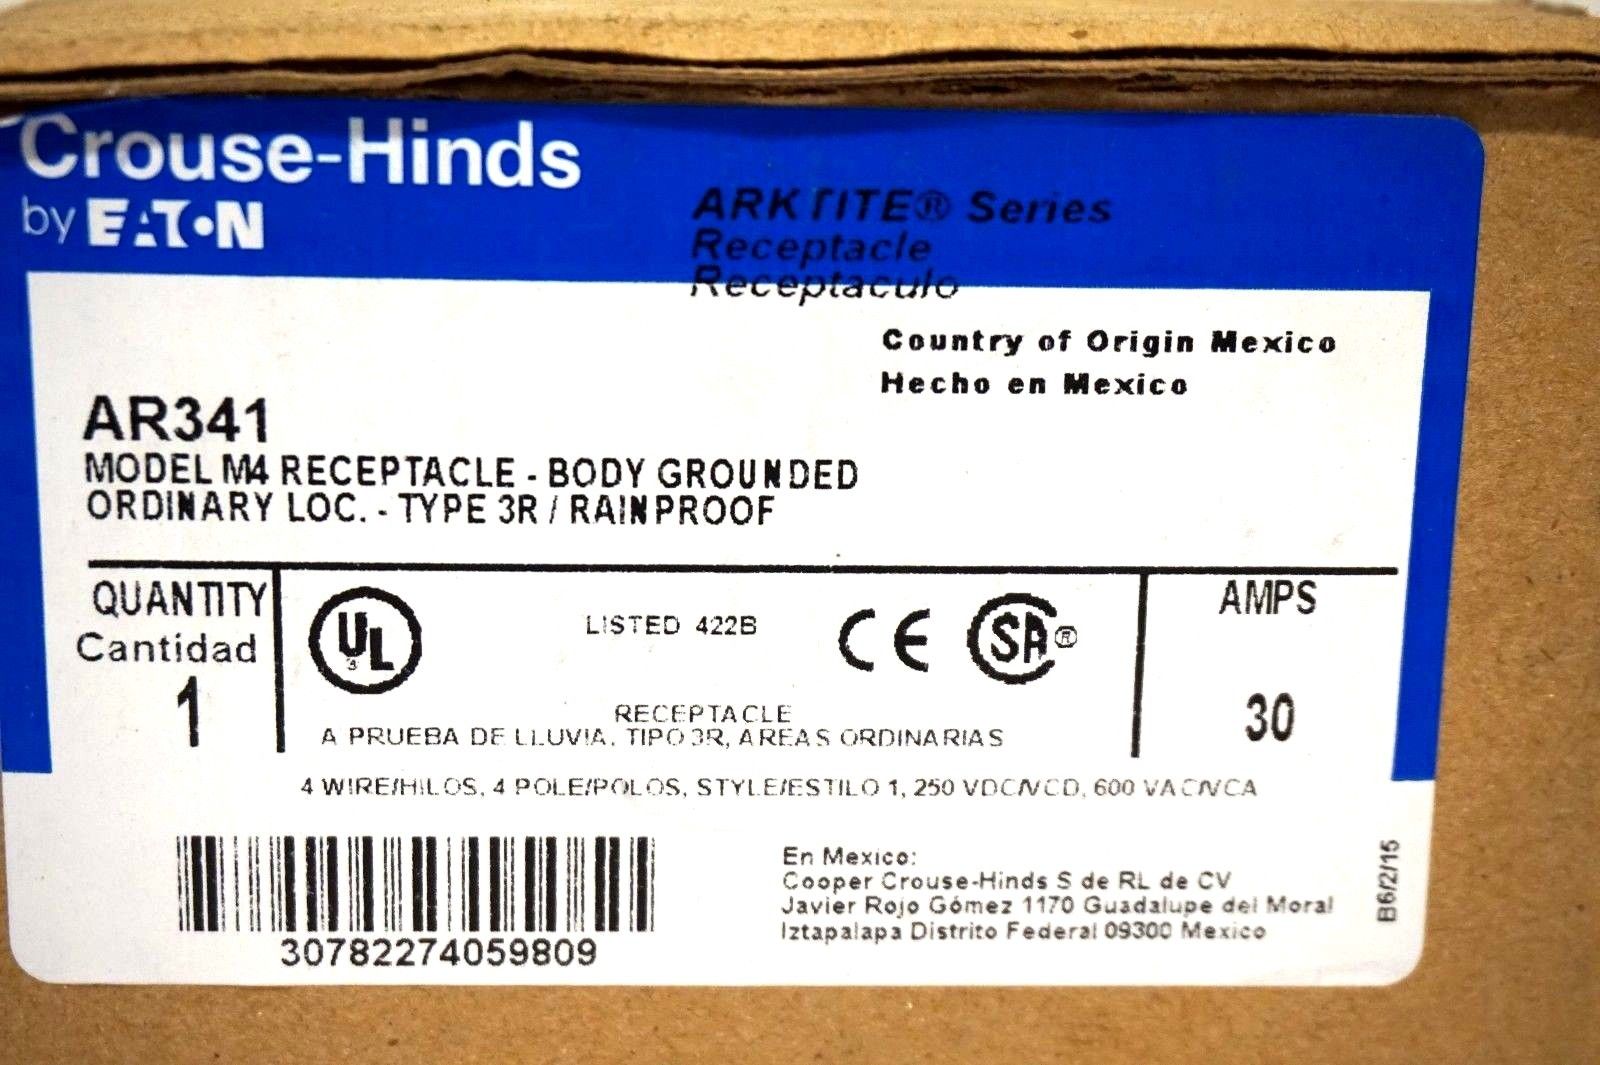 Crouse-Hinds
by EATON
ARKTITE® Series
Receptacle
Receptaculo
Country of Origin Mexico
Hecho en Mexico
AR341
MODEL M4 RECEPTACLE - BODY GROUNDED
ORDINARY LOC. - TYPE 3R / RAINPROOF
QUANTITY
Cantidad
1
UL
LISTED 422B
CE SA®
RECEPTACLE
A PRUEBA DE LLUVIA, TIPO 3R, AREAS ORDINARIAS
AMPS
30
4 WIRE/HILOS, 4 POLE/POLOS, STYLE/ESTILO 1, 250 VDC/VCD, 600 VAC/VCA
30782274059809
En Mexico:
Cooper Crouse-Hinds S de RL de CV
Javier Rojo Gómez 1170 Guadalupe del Moral
Iztapalapa Distrito Federal 09300 Mexico
B6/2/15